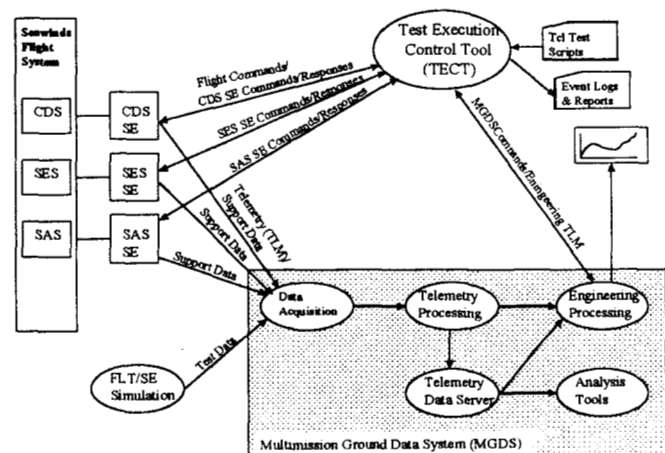 Seawinds
Flight
System
CDS
SES
SAS
CDS
SE
SES
SE
SAS
SE
Test Execution
Control Tool
(TECT)
Tcl Test
Scripts
Event Logs
& Reports
Flight Commands/
CDS SE Commands/Responses
SES SE Commands/Responses
SAS SE Commands/Responses
MGDSCommands/Enineering TLM
Telemetry (TLM)/
Support Data
Support Data
Support Data
Test Data
FLT/SE
Simulation
Data
Acquisition
Telemetry
Processing
Engineering
Processing
Telemetry
Data Server
Analysis
Tools
Multimission Ground Data System (MGDS)